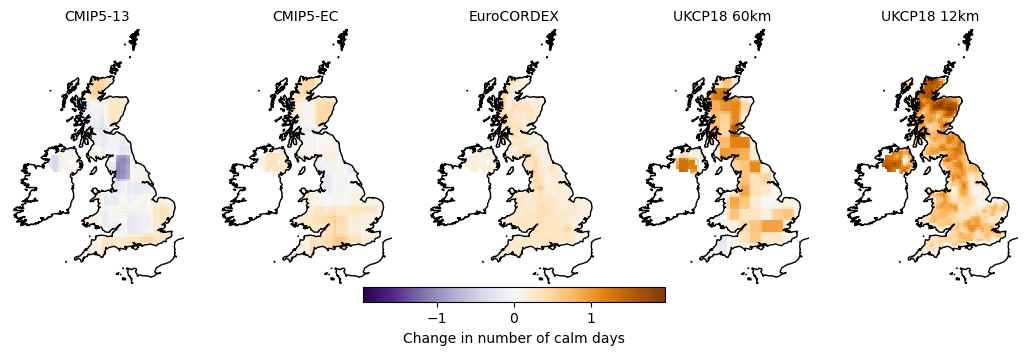 CMIP5-13
CMIP5-EC
EuroCORDEX
UKCP18 60km
UKCP18 12km
−1
0
1
Change in number of calm days